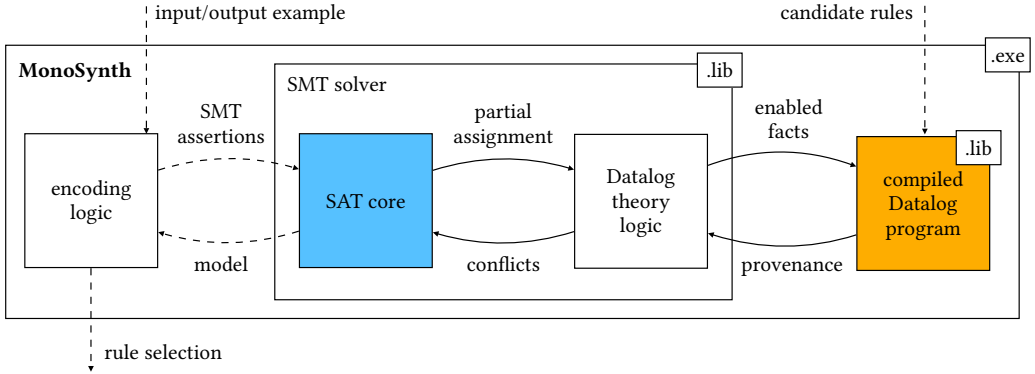 input/output example
candidate rules
.exe
MonoSynth
SMT solver
.lib
SMT
assertions
partial
assignment
enabled
facts
.lib
encoding
logic
SAT core
Datalog
theory
logic
compiled
Datalog
program
model
conflicts
provenance
rule selection